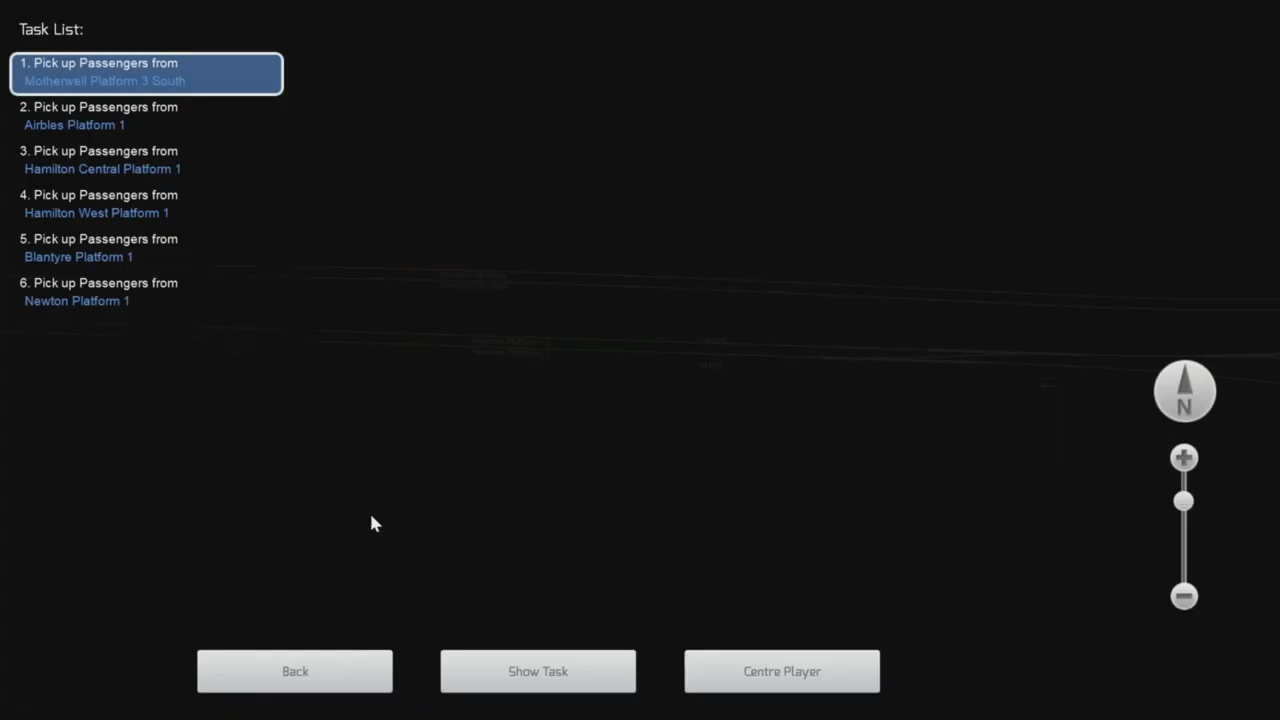 Task List:
1. Pick up Passengers from
Motherwell Platform 3 South
2. Pick up Passengers from
Airbles Platform 1
3. Pick up Passengers from
Hamilton Central Platform 1
4. Pick up Passengers from
Hamilton West Platform 1
5. Pick up Passengers from
Blantyre Platform 1
6. Pick up Passengers from
Newton Platform 1
N
Back
Show Task
Centre Player